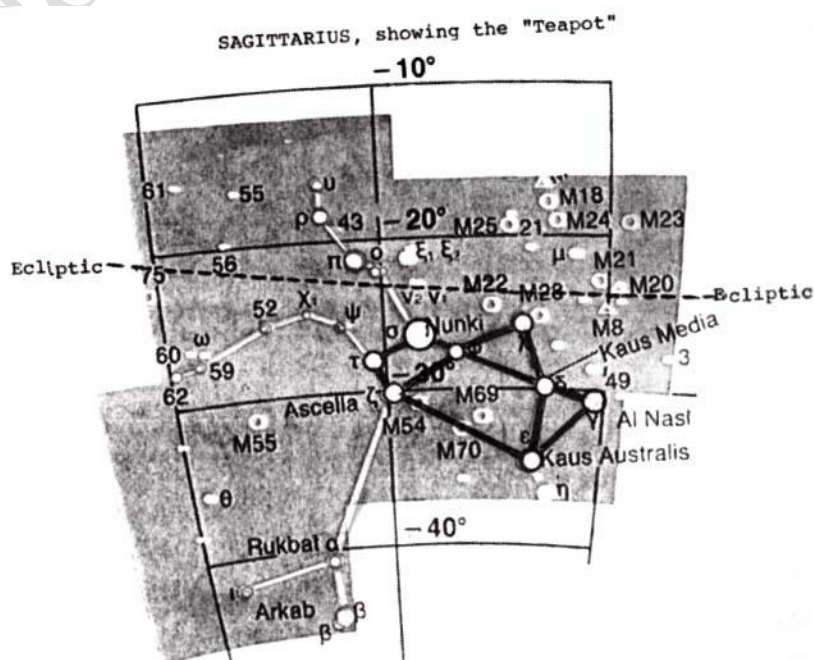 SAGITTARIUS, showing the "Teapot"
–10°
61
55
υ
ρ
43
–20°
M25
21
M18
M24
M23
π
ο
ξ₁ ξ₂
μ
M21
Ecliptic
75
56
ν₂ ν₁
M22
M28
M20
Ecliptic
52
χ₁
ψ
σ
Nunki
λ
M8
Kaus Media
60
ω
59
62
τ
φ
–30°
δ
49
3
Ascella
ζ
M54
M69
γ
Al Nasl
M55
M70
ε
Kaus Australis
θ
η
–40°
Rukbat α
ι
Arkab
β
β